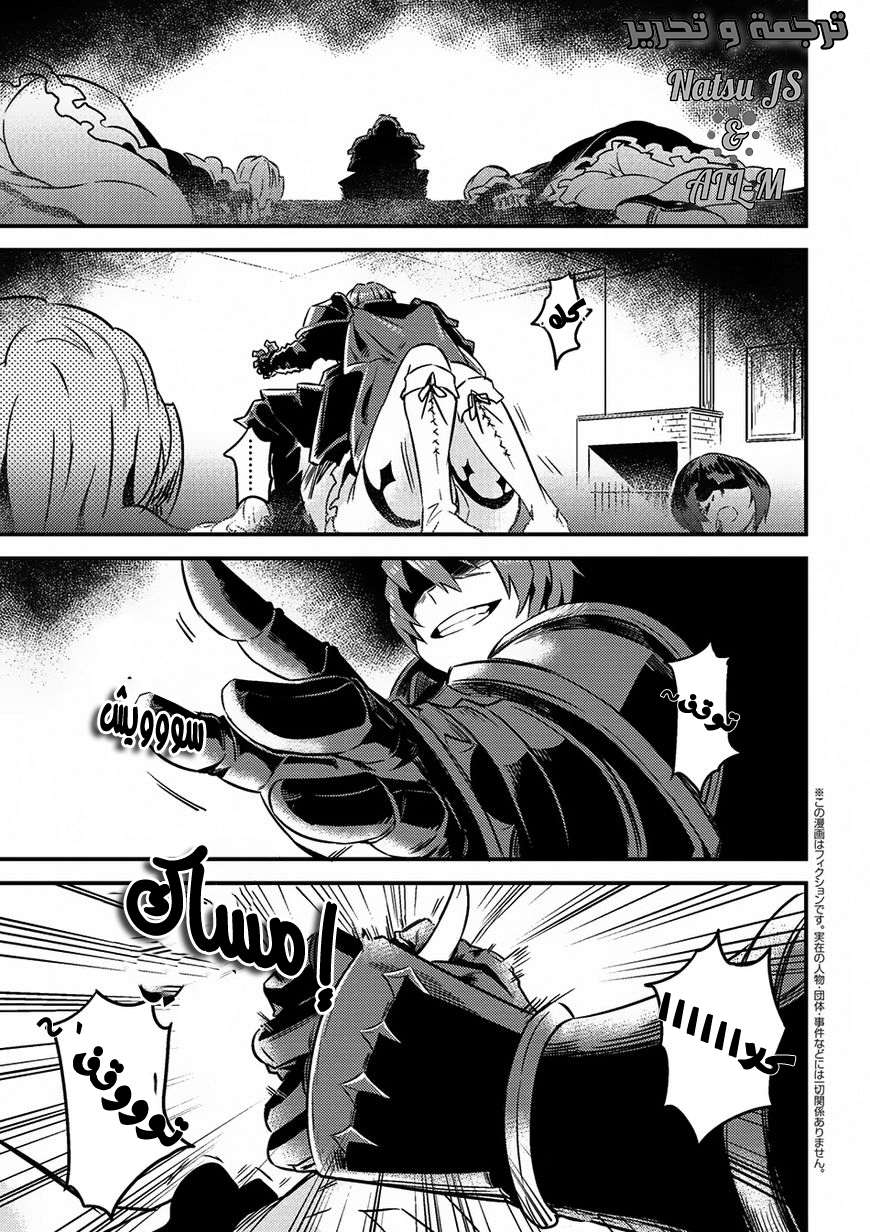 ترجمة و تحرير
Natsu JS
&
ATL-M
كلا
........
توقف~
سووويش
إمساك
كلاااااااا
توووقف~
※この漫画はフィクションです。実在の人物・団体・事件などには一切関係ありません。